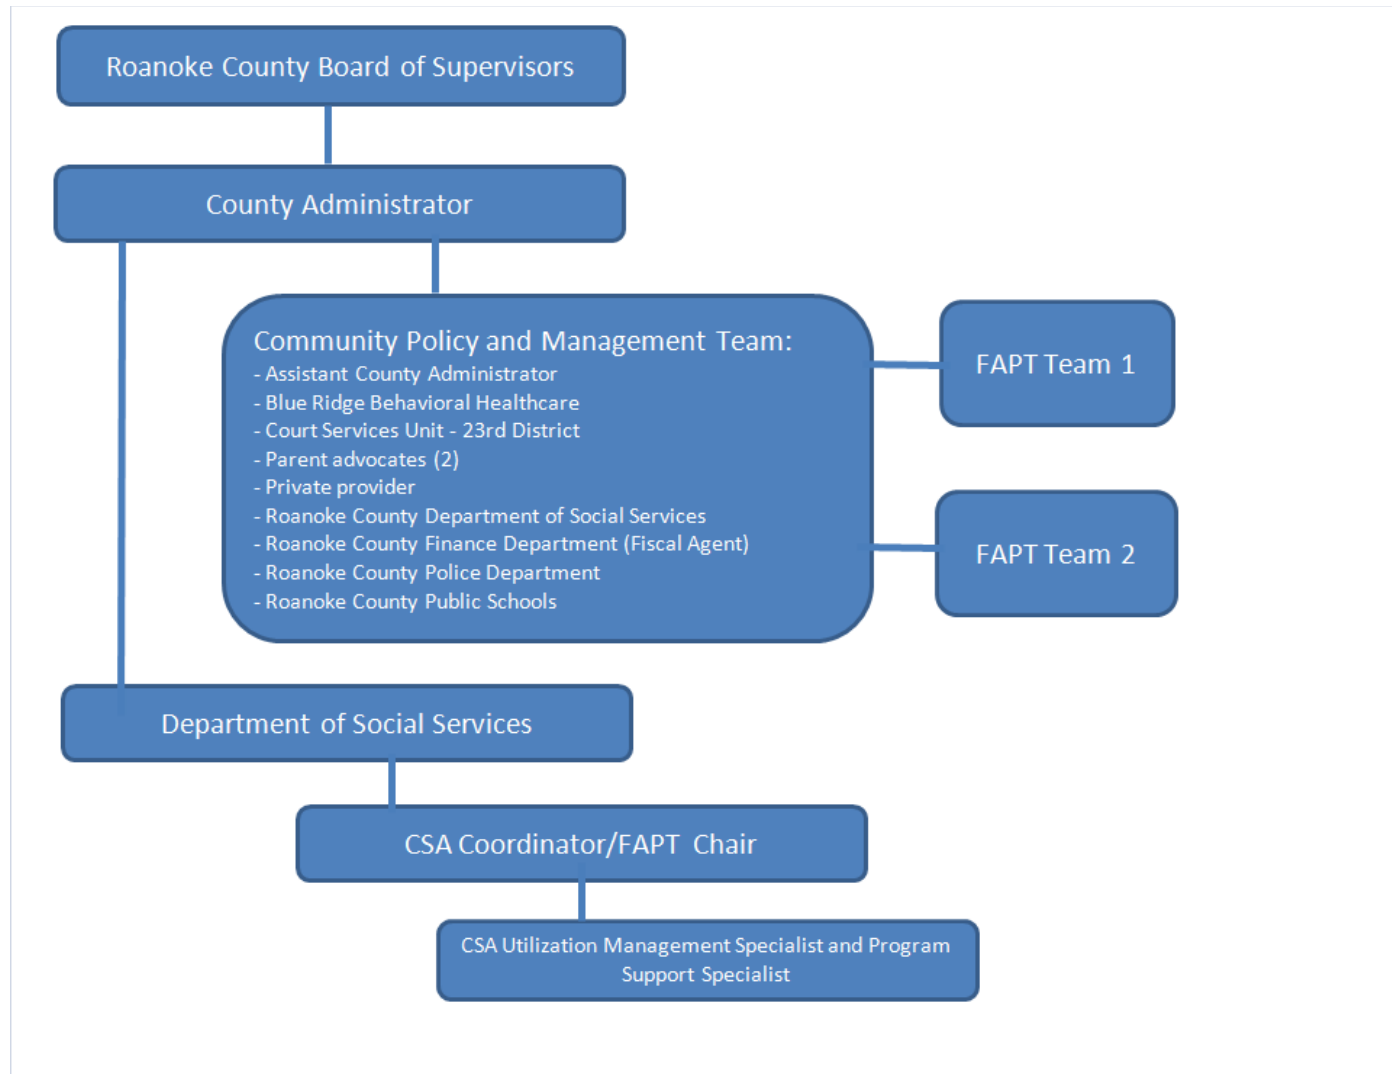 Roanoke County Board of Supervisors
County Administrator
Community Policy and Management Team:
- Assistant County Administrator
- Blue Ridge Behavioral Healthcare
- Court Services Unit - 23rd District
- Parent advocates (2)
- Private provider
- Roanoke County Department of Social Services
- Roanoke County Finance Department (Fiscal Agent)
- Roanoke County Police Department
- Roanoke County Public Schools
FAPT Team 1
FAPT Team 2
Department of Social Services
CSA Coordinator/FAPT Chair
CSA Utilization Management Specialist and Program
Support Specialist